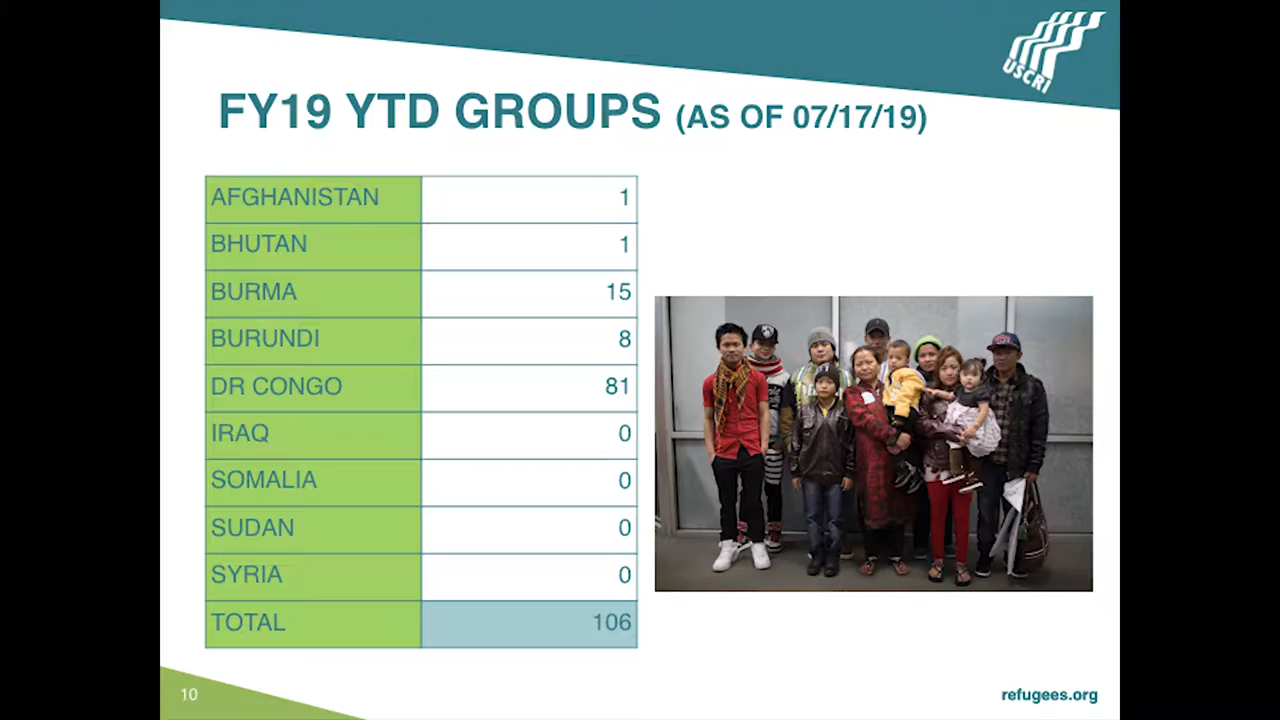 USCRI
FY19 YTD GROUPS (AS OF 07/17/19)
AFGHANISTAN 1
BHUTAN 1
BURMA 15
BURUNDI 8
DR CONGO 81
IRAQ 0
SOMALIA 0
SUDAN 0
SYRIA 0
TOTAL 106
10
refugees.org